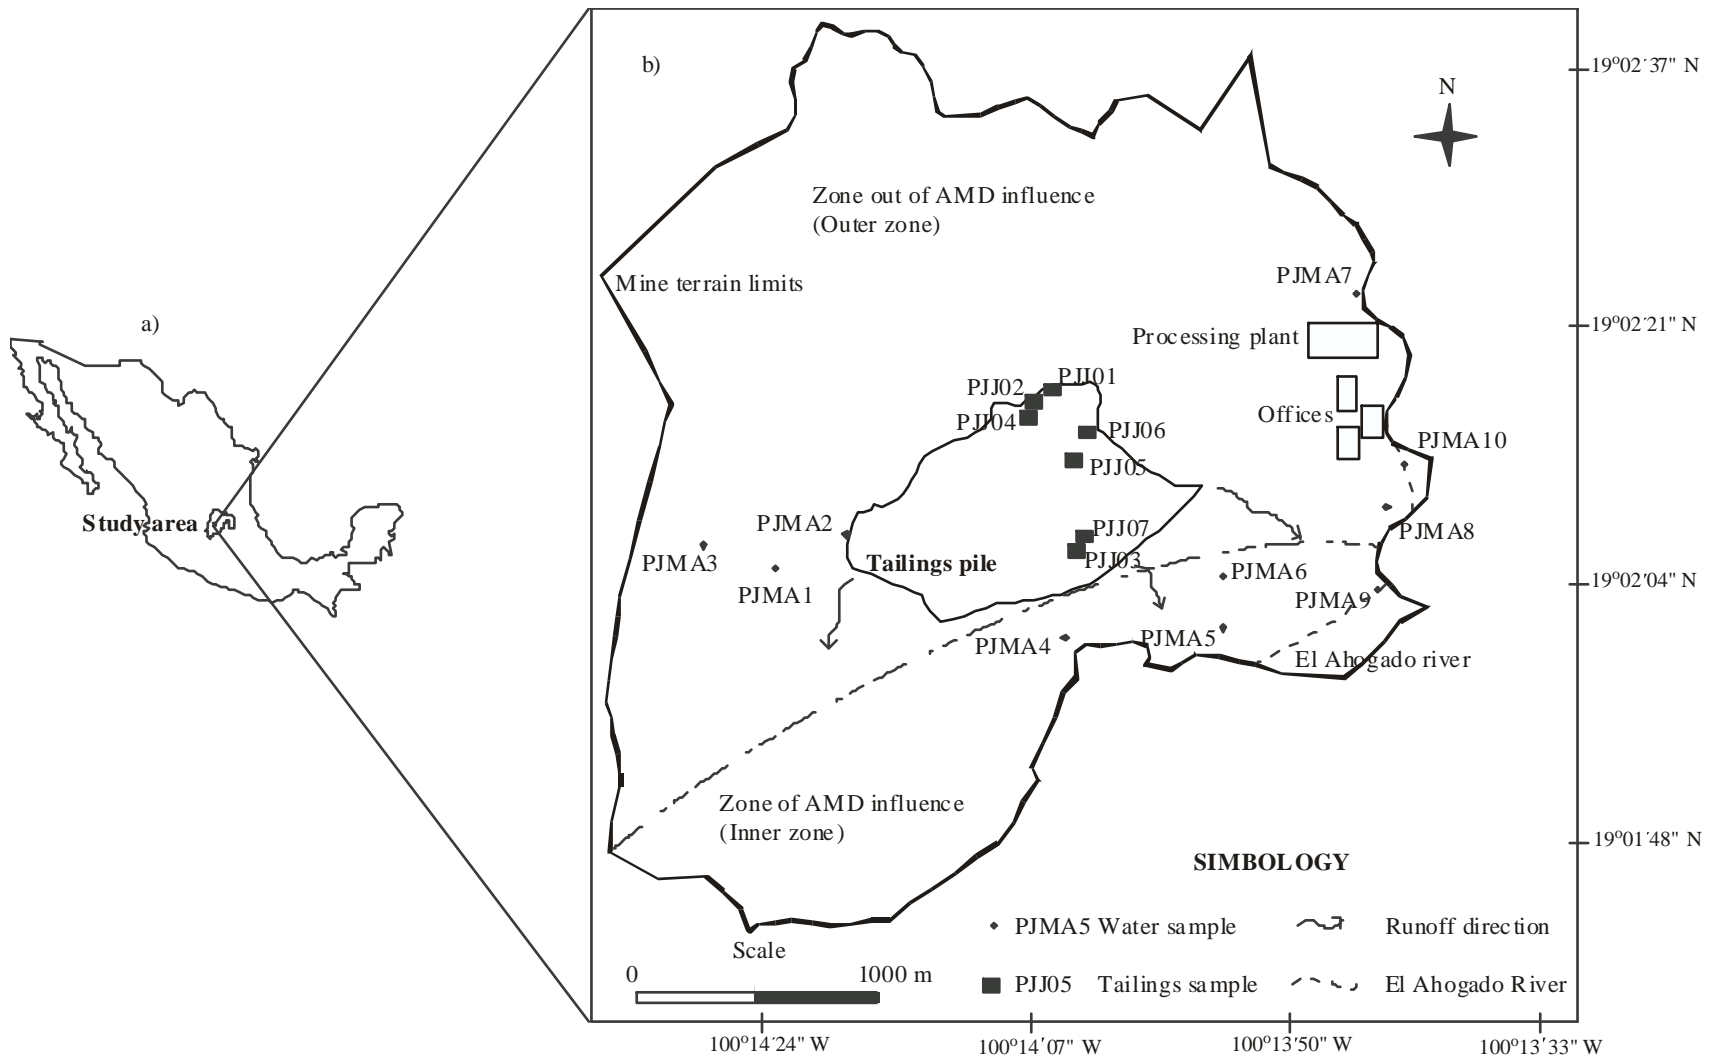 b)
19º02´37" N
N
Zone out of AMD influence
(Outer zone)
PJMA7
Mine terrain limits
a)
19º02´21" N
Processing plant
PJJ01
PJJ02
Offices
PJJ04
PJJ06
PJMA10
PJJ05
Study area
PJMA2
PJJ07
PJMA8
PJMA3
Tailings pile
PJJ03
PJMA6
19º02´04" N
PJMA1
PJMA9
PJMA4
PJMA5
El Ahogado river
Zone of AMD influence
(Inner zone)
19º01´48" N
SIMBOLOGY
PJMA5 Water sample
Runoff direction
Scale
0 1000 m
PJJ05 Tailings sample
El Ahogado River
100º14´24" W
100º14´07" W
100º13´50" W
100º13´33" W